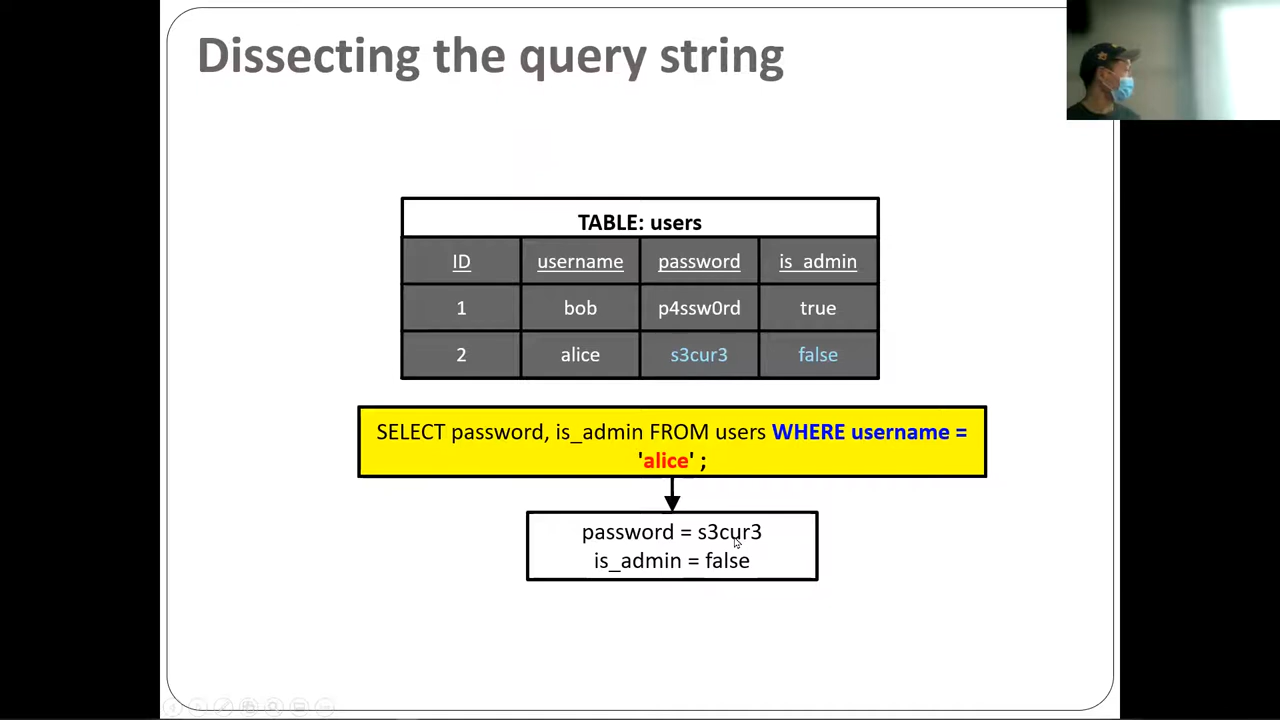 Dissecting the query string
TABLE: users
ID username password is_admin
1 bob p4ssw0rd true
2 alice s3cur3 false
SELECT password, is_admin FROM users WHERE username =
'alice' ;
password = s3cur3
is_admin = false